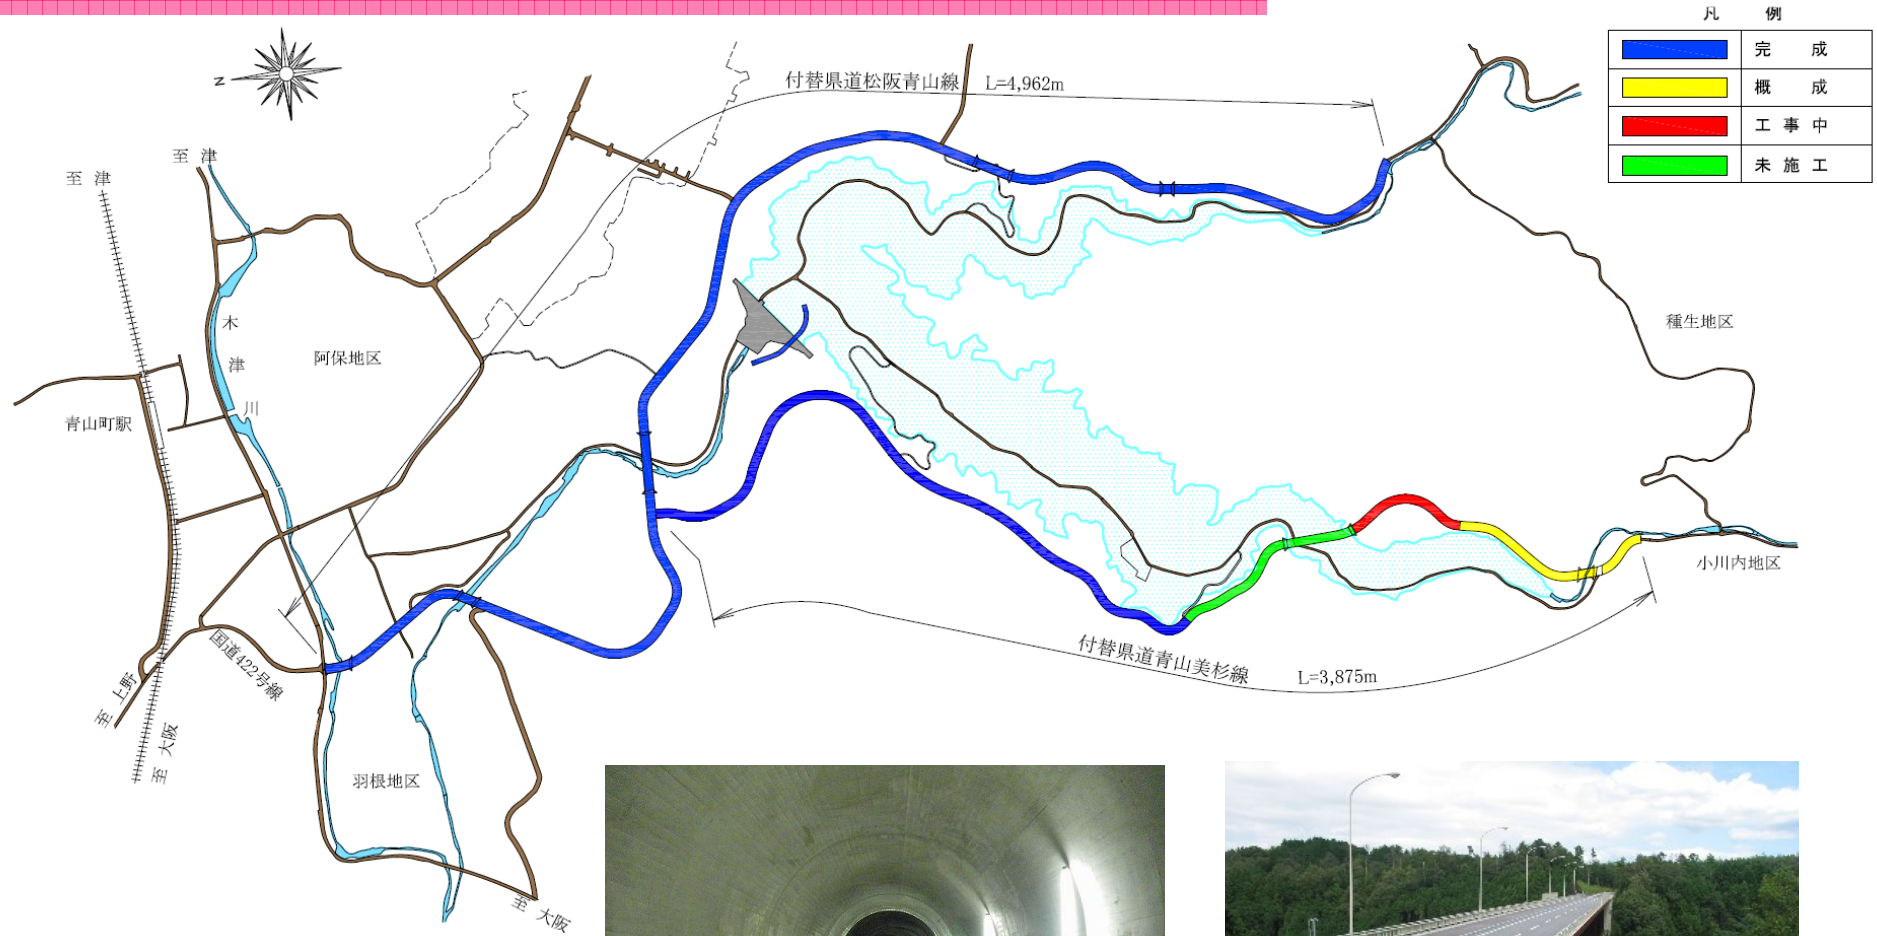 凡 例
完 成
概 成
工 事 中
未 施 工
付替県道松阪青山線 L=4,962m
N
至 津
至 津
木津川
阿保地区
青山町駅
種生地区
小川内地区
付替県道青山美杉線 L=3,875m
国道422号線
至 上野
至 大阪
羽根地区
至 大阪